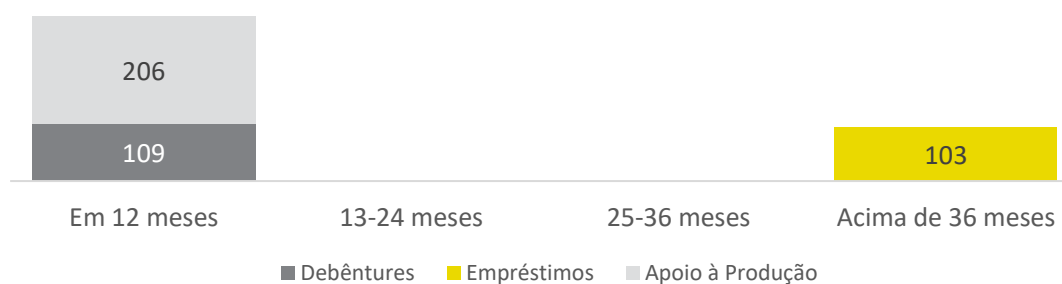 206
109
103
Em 12 meses 13-24 meses 25-36 meses Acima de 36 meses
Debêntures Empréstimos Apoio à Produção